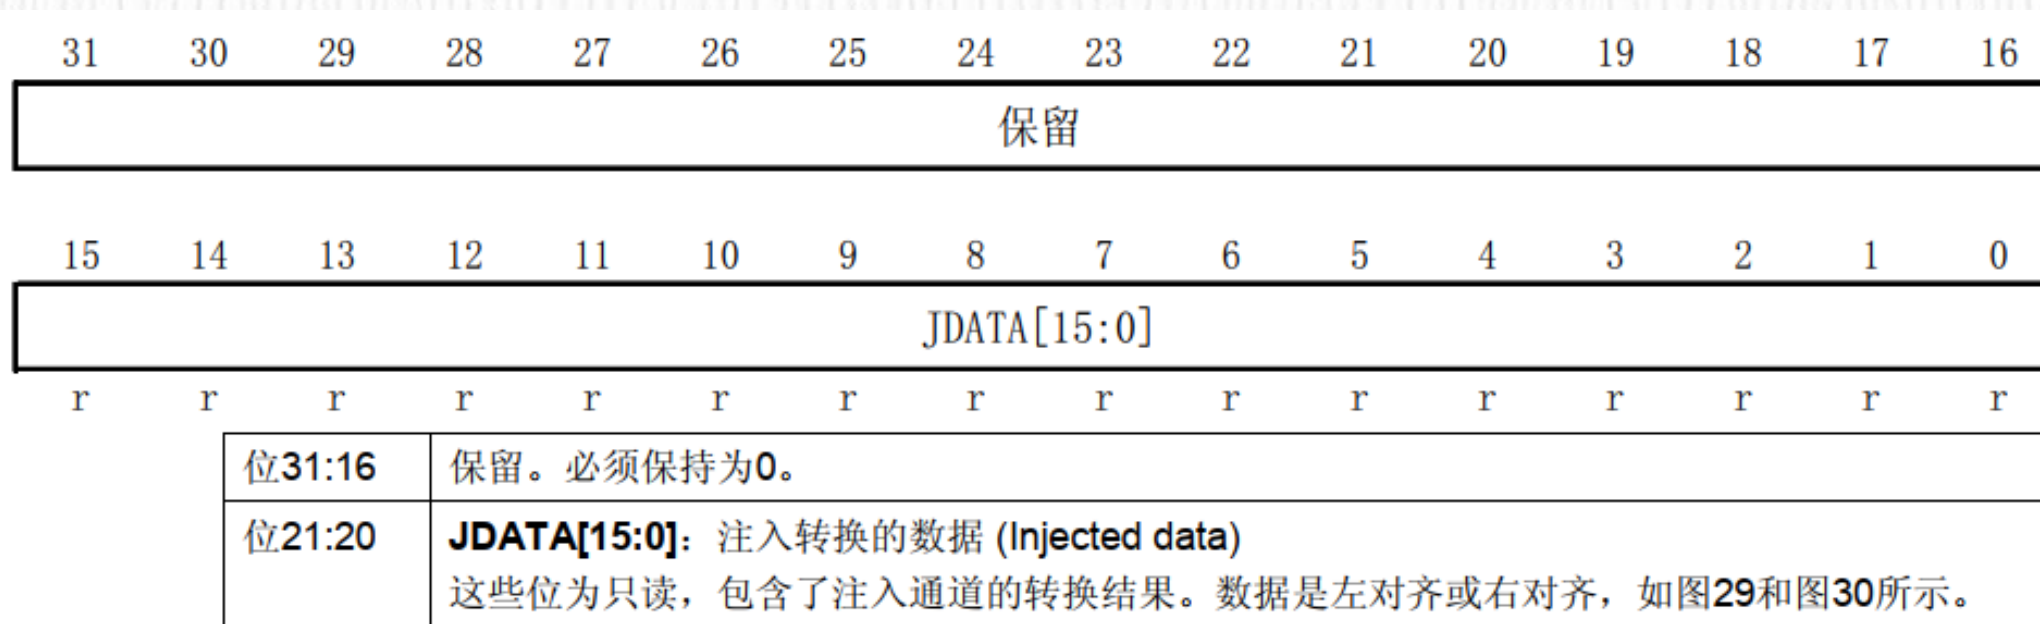 31 30 29 28 27 26 25 24 23 22 21 20 19 18 17 16
保留
15 14 13 12 11 10 9 8 7 6 5 4 3 2 1 0
JDATA[15:0]
r r r r r r r r r r r r r r r r
位31:16 保留。必须保持为0。
位21:20 JDATA[15:0]：注入转换的数据 (Injected data)
这些位为只读，包含了注入通道的转换结果。数据是左对齐或右对齐，如图29和图30所示。